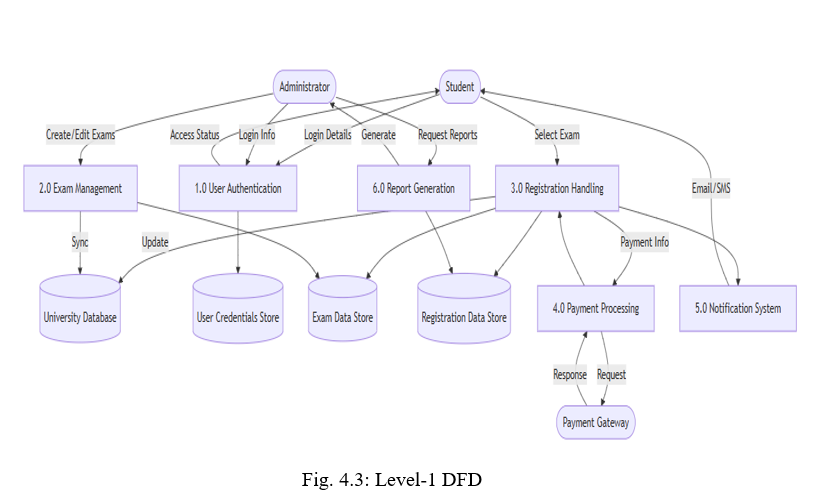 Administrator
Student
Create/Edit Exams
Access Status
Login Info
Login Details
Generate
Request Reports
Select Exam
2.0 Exam Management
1.0 User Authentication
6.0 Report Generation
3.0 Registration Handling
Email/SMS
Sync
Update
Payment Info
University Database
User Credentials Store
Exam Data Store
Registration Data Store
4.0 Payment Processing
5.0 Notification System
Response
Request
Payment Gateway
Fig. 4.3: Level-1 DFD